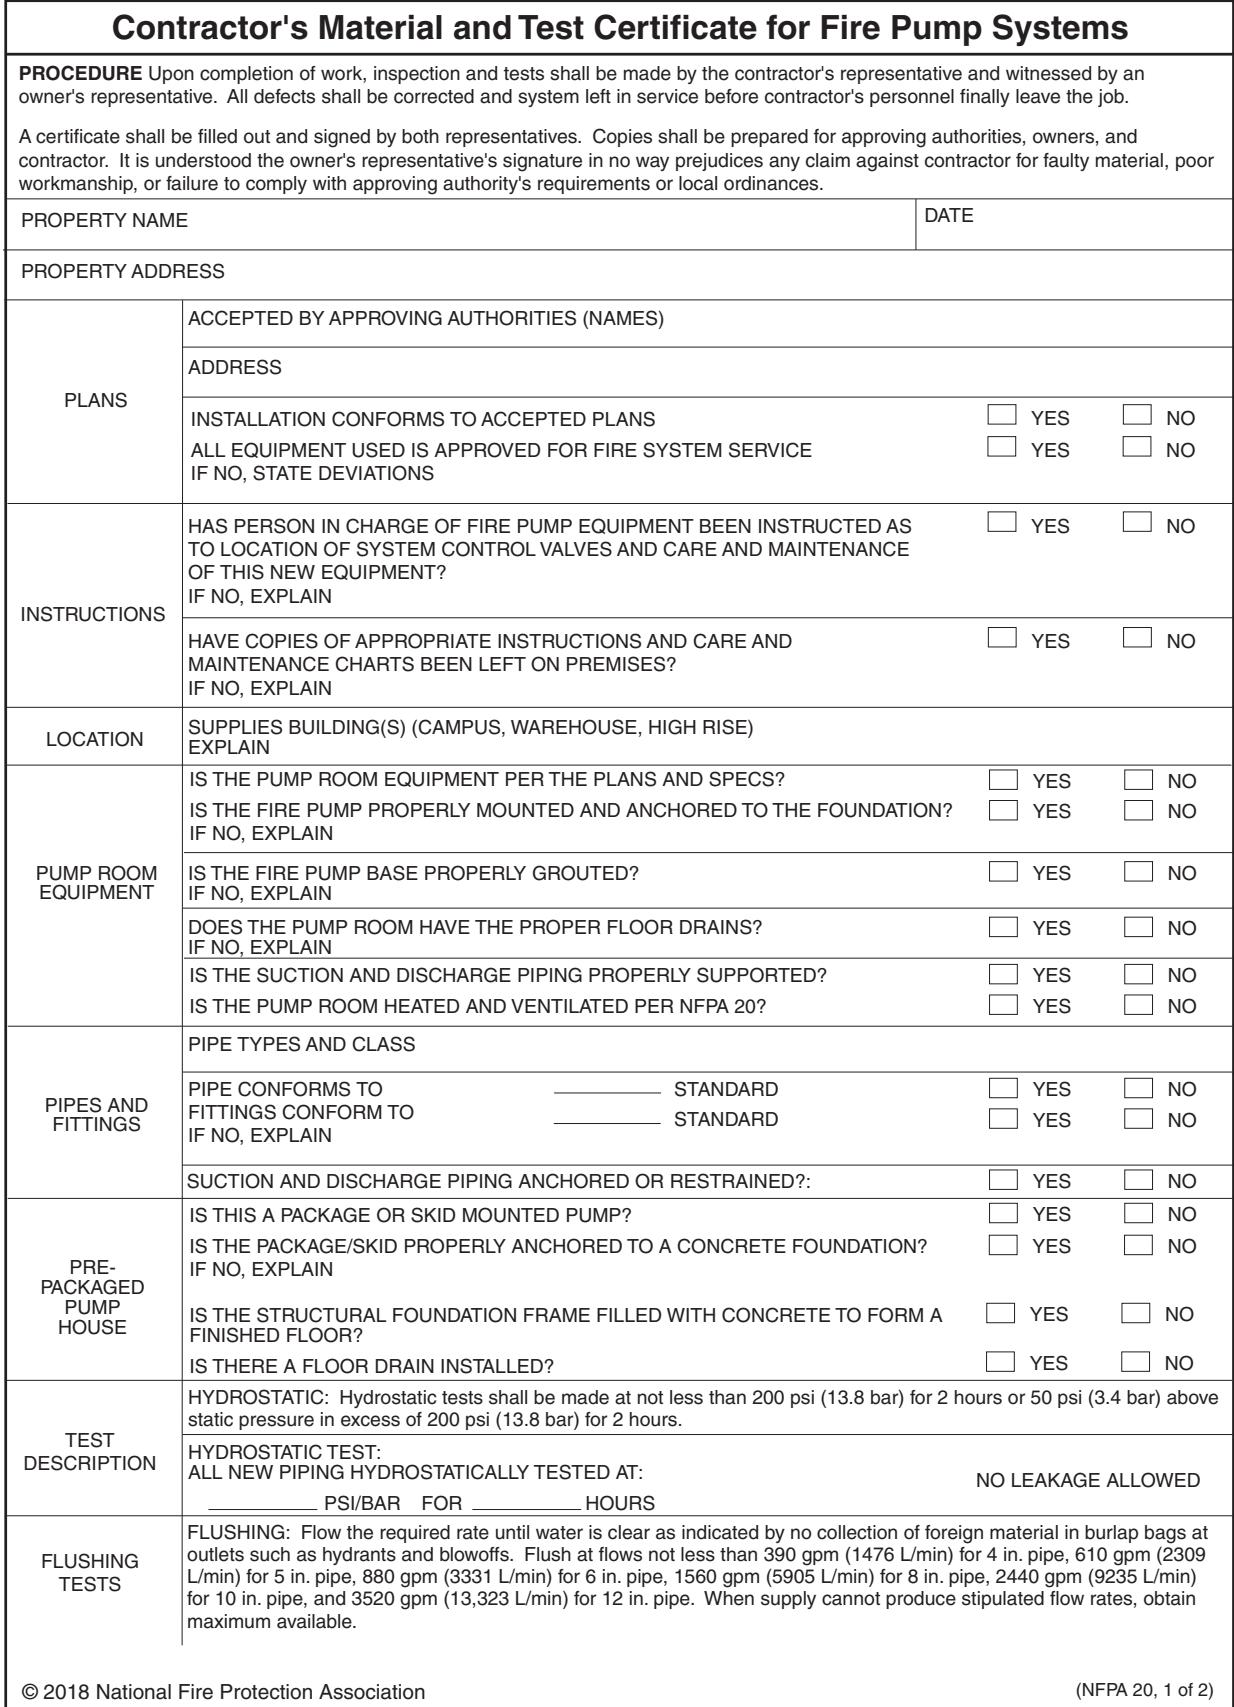 Contractor's Material and Test Certificate for Fire Pump Systems
PROCEDURE Upon completion of work, inspection and tests shall be made by the contractor's representative and witnessed by an
owner's representative. All defects shall be corrected and system left in service before contractor's personnel finally leave the job.
A certificate shall be filled out and signed by both representatives. Copies shall be prepared for approving authorities, owners, and
contractor. It is understood the owner's representative's signature in no way prejudices any claim against contractor for faulty material, poor
workmanship, or failure to comply with approving authority's requirements or local ordinances.
PROPERTY NAME
DATE
PROPERTY ADDRESS
PLANS
ACCEPTED BY APPROVING AUTHORITIES (NAMES)
ADDRESS
INSTALLATION CONFORMS TO ACCEPTED PLANS YES NO
ALL EQUIPMENT USED IS APPROVED FOR FIRE SYSTEM SERVICE YES NO
IF NO, STATE DEVIATIONS
INSTRUCTIONS
HAS PERSON IN CHARGE OF FIRE PUMP EQUIPMENT BEEN INSTRUCTED AS YES NO
TO LOCATION OF SYSTEM CONTROL VALVES AND CARE AND MAINTENANCE
OF THIS NEW EQUIPMENT?
IF NO, EXPLAIN
HAVE COPIES OF APPROPRIATE INSTRUCTIONS AND CARE AND YES NO
MAINTENANCE CHARTS BEEN LEFT ON PREMISES?
IF NO, EXPLAIN
LOCATION
SUPPLIES BUILDING(S) (CAMPUS, WAREHOUSE, HIGH RISE)
EXPLAIN
PUMP ROOM
EQUIPMENT
IS THE PUMP ROOM EQUIPMENT PER THE PLANS AND SPECS? YES NO
IS THE FIRE PUMP PROPERLY MOUNTED AND ANCHORED TO THE FOUNDATION? YES NO
IF NO, EXPLAIN
IS THE FIRE PUMP BASE PROPERLY GROUTED? YES NO
IF NO, EXPLAIN
DOES THE PUMP ROOM HAVE THE PROPER FLOOR DRAINS? YES NO
IF NO, EXPLAIN
IS THE SUCTION AND DISCHARGE PIPING PROPERLY SUPPORTED? YES NO
IS THE PUMP ROOM HEATED AND VENTILATED PER NFPA 20? YES NO
PIPES AND
FITTINGS
PIPE TYPES AND CLASS
PIPE CONFORMS TO STANDARD YES NO
FITTINGS CONFORM TO STANDARD YES NO
IF NO, EXPLAIN
SUCTION AND DISCHARGE PIPING ANCHORED OR RESTRAINED?: YES NO
PRE-
PACKAGED
PUMP
HOUSE
IS THIS A PACKAGE OR SKID MOUNTED PUMP? YES NO
IS THE PACKAGE/SKID PROPERLY ANCHORED TO A CONCRETE FOUNDATION? YES NO
IF NO, EXPLAIN
IS THE STRUCTURAL FOUNDATION FRAME FILLED WITH CONCRETE TO FORM A YES NO
FINISHED FLOOR?
IS THERE A FLOOR DRAIN INSTALLED? YES NO
TEST
DESCRIPTION
HYDROSTATIC: Hydrostatic tests shall be made at not less than 200 psi (13.8 bar) for 2 hours or 50 psi (3.4 bar) above
static pressure in excess of 200 psi (13.8 bar) for 2 hours.
HYDROSTATIC TEST:
ALL NEW PIPING HYDROSTATICALLY TESTED AT:
NO LEAKAGE ALLOWED
PSI/BAR FOR HOURS
FLUSHING
TESTS
FLUSHING: Flow the required rate until water is clear as indicated by no collection of foreign material in burlap bags at
outlets such as hydrants and blowoffs. Flush at flows not less than 390 gpm (1476 L/min) for 4 in. pipe, 610 gpm (2309
L/min) for 5 in. pipe, 880 gpm (3331 L/min) for 6 in. pipe, 1560 gpm (5905 L/min) for 8 in. pipe, 2440 gpm (9235 L/min)
for 10 in. pipe, and 3520 gpm (13,323 L/min) for 12 in. pipe. When supply cannot produce stipulated flow rates, obtain
maximum available.
© 2018 National Fire Protection Association
(NFPA 20, 1 of 2)